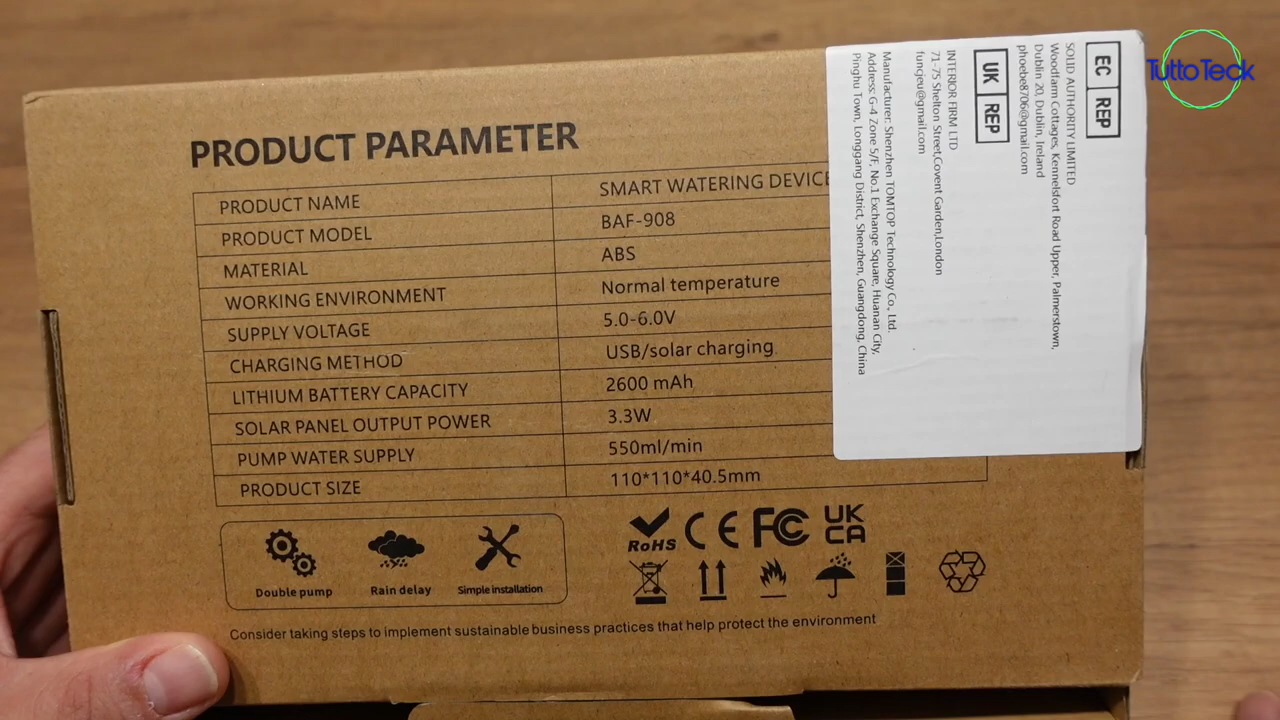 PRODUCT PARAMETER
PRODUCT NAME SMART WATERING DEVICE
PRODUCT MODEL BAF-908
MATERIAL ABS
WORKING ENVIRONMENT Normal temperature
SUPPLY VOLTAGE 5.0-6.0V
CHARGING METHOD USB/solar charging
LITHIUM BATTERY CAPACITY 2600 mAh
SOLAR PANEL OUTPUT POWER 3.3W
PUMP WATER SUPPLY 550ml/min
PRODUCT SIZE 110*110*40.5mm
Double pump
Rain delay
Simple installation
RoHS CE FC UK
CA
Consider taking steps to implement sustainable business practices that help protect the environment
EC REP
SOLID AUTHORITY LIMITED
Woodfarm Cottages, Kennelsfort Road Upper, Palmerstown,
Dublin 20, Dublin, Ireland
phoebe8706@gmail.com
UK REP
INTERIOR FIRM LTD
71-75 Shelton Street,Covent Garden,London
funcjeu@gmail.com
Manufacturer: Shenzhen TOMTOP Technology Co., Ltd.
Address: G-4 Zone 5/F, No.1 Exchange Square, Huanan City,
Pinghu Town, Longgang District, Shenzhen, Guangdong, China
TuttoTeck